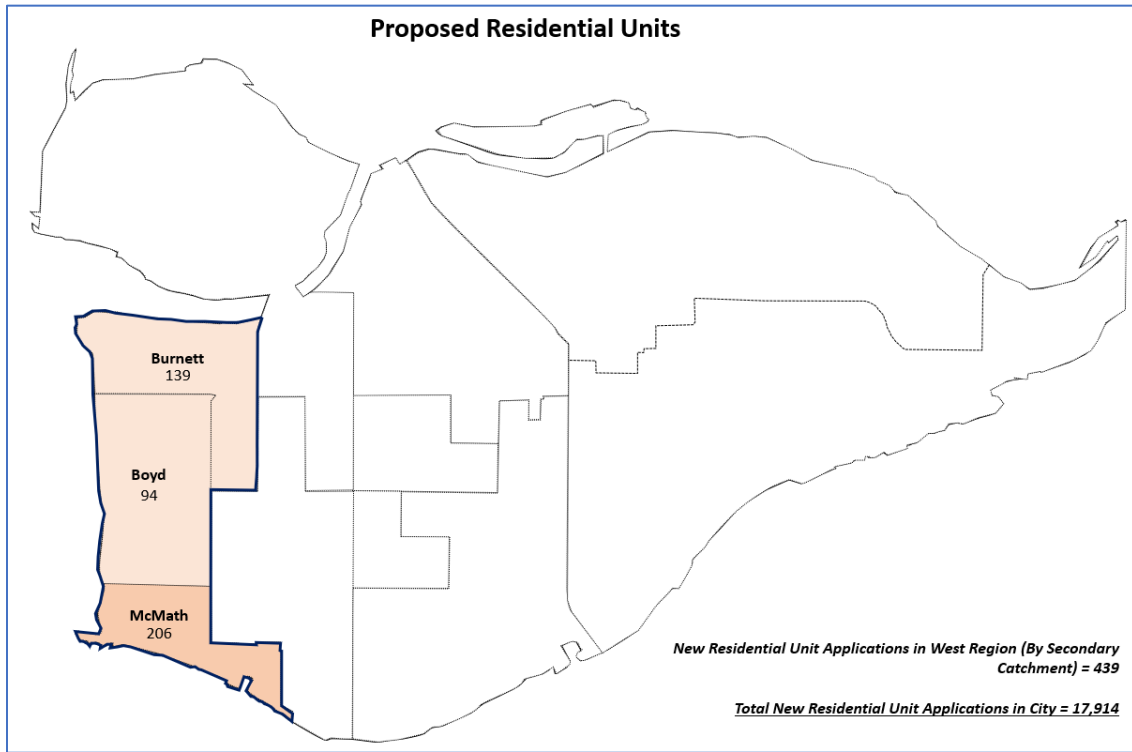 Proposed Residential Units
Burnett
139
Boyd
94
McMath
206
New Residential Unit Applications in West Region (By Secondary
Catchment) = 439
Total New Residential Unit Applications in City = 17,914